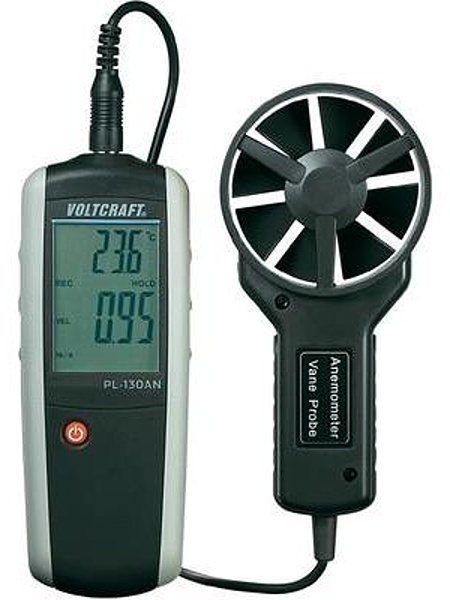 VOLTCRAFT®
23.6 °C
REC HOLD
0.95
VEL
m/s
PL-130AN
Anemometer
Vane Probe